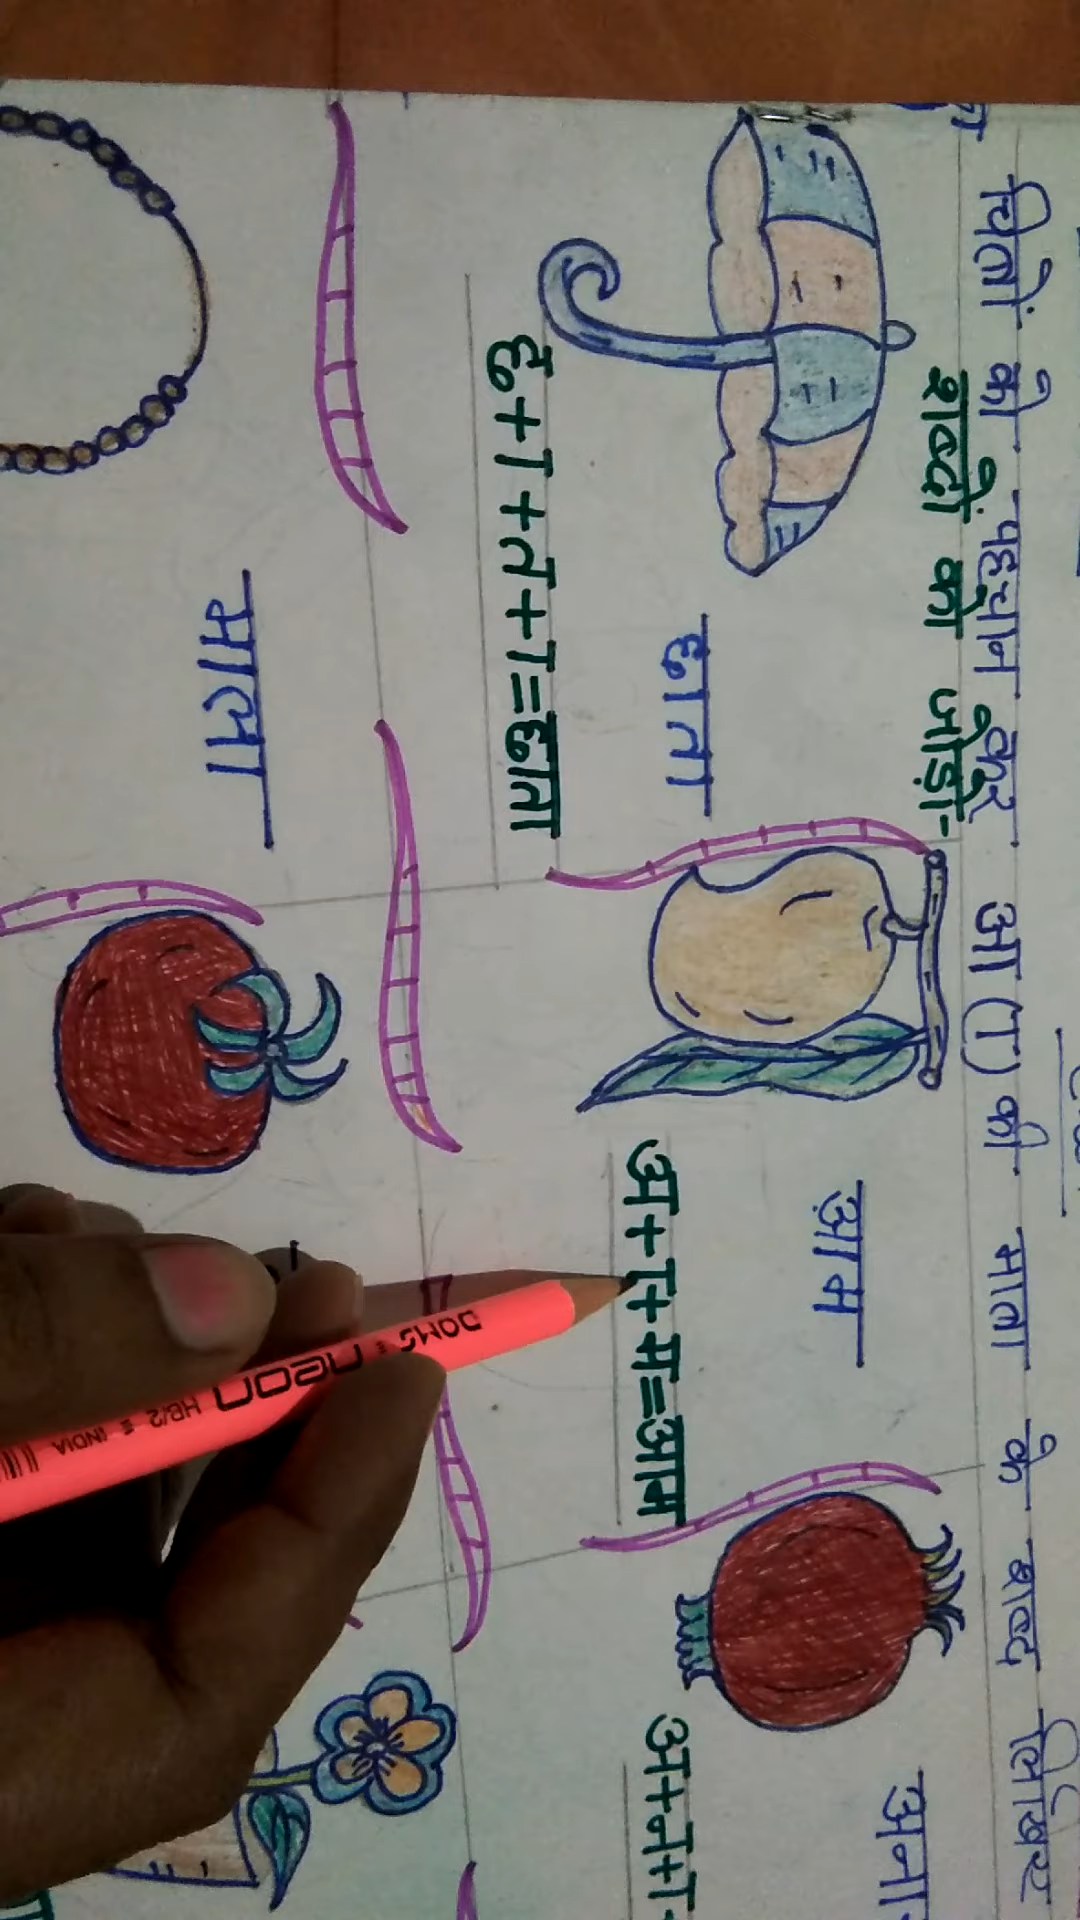 चित्रों को पहचान कर आ (ा) की मात्रा के शब्द लिखिए
शब्दों को जोड़ो-
छाता
छ+ा+त+ा=छाता
आम
अ+ा+म=आम
अना
अ+न+ा
माला
DOMS neon HB/2 INDIA